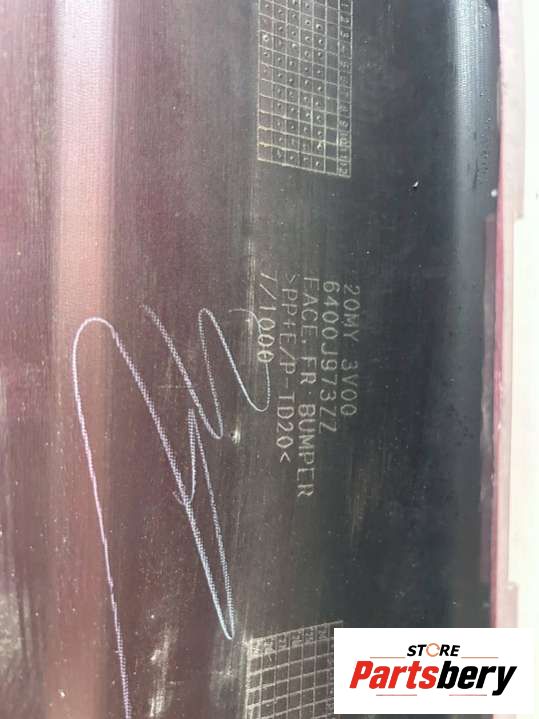 20MY 3V00
6400J973ZZ
FACE, FR BUMPER
>PP+E/P-TD20<
7/1000
STORE
Partsbery